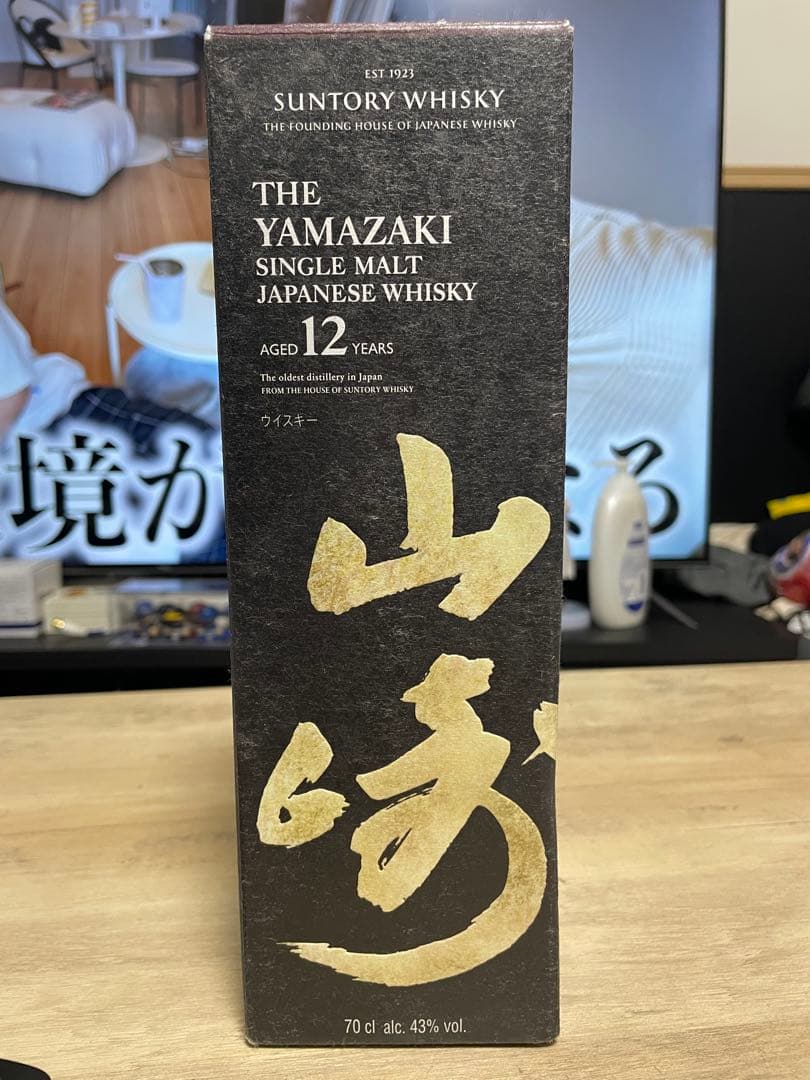 EST 1923
SUNTORY WHISKY
THE FOUNDING HOUSE OF JAPANESE WHISKY
THE
YAMAZAKI
SINGLE MALT
JAPANESE WHISKY
AGED 12 YEARS
The oldest distillery in Japan
FROM THE HOUSE OF SUNTORY WHISKY
ウイスキー
山
崎
境が
る
70 cl alc. 43% vol.